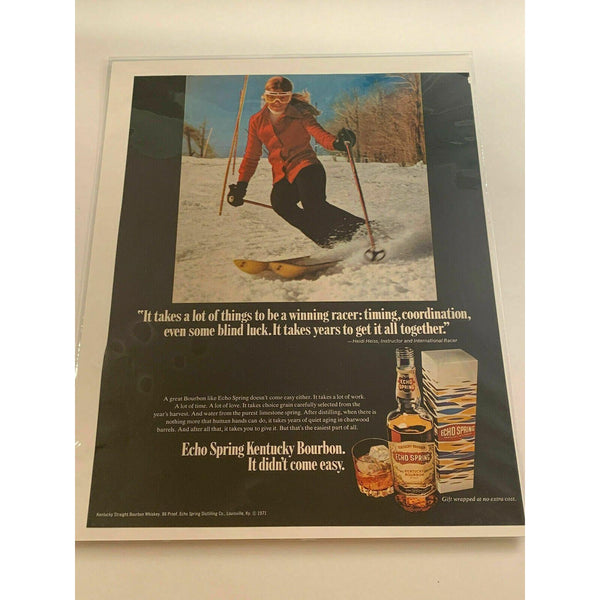 "It takes a lot of things to be a winning racer: timing, coordination,
even some blind luck. It takes years to get it all together."
—Heidi Heiss, Instructor and International Racer
A great Bourbon like Echo Spring doesn't come easy either. It takes a lot of work.
A lot of time. A lot of love. It takes choice grain carefully selected from the
year's harvest. And water from the purest limestone spring. After distilling, when there is
nothing more that human hands can do, it takes years of quiet aging in charwood
barrels. And after all that, it takes you to give it. But that's the easiest part of all.
Echo Spring Kentucky Bourbon.
It didn't come easy.
ECHO
SPRING
KENTUCKY BOURBON
ECHO SPRING
KENTUCKY
BOURBON
ECHO SPRING
Gift wrapped at no extra cost.
Kentucky Straight Bourbon Whiskey. 86 Proof. Echo Spring Distilling Co., Louisville, Ky. © 1971